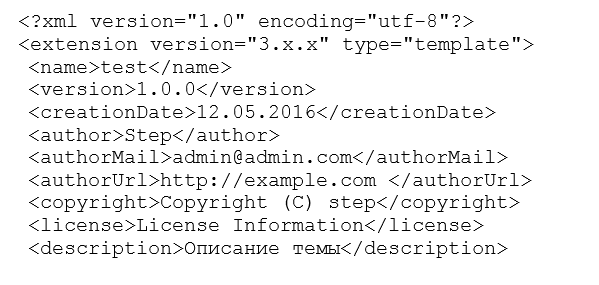 <?xml version="1.0" encoding="utf-8"?>
<extension version="3.x.x" type="template">
<name>test</name>
<version>1.0.0</version>
<creationDate>12.05.2016</creationDate>
<author>Step</author>
<authorMail>admin@admin.com</authorMail>
<authorUrl>http://example.com </authorUrl>
<copyright>Copyright (C) step</copyright>
<license>License Information</license>
<description>Описание темы</description>